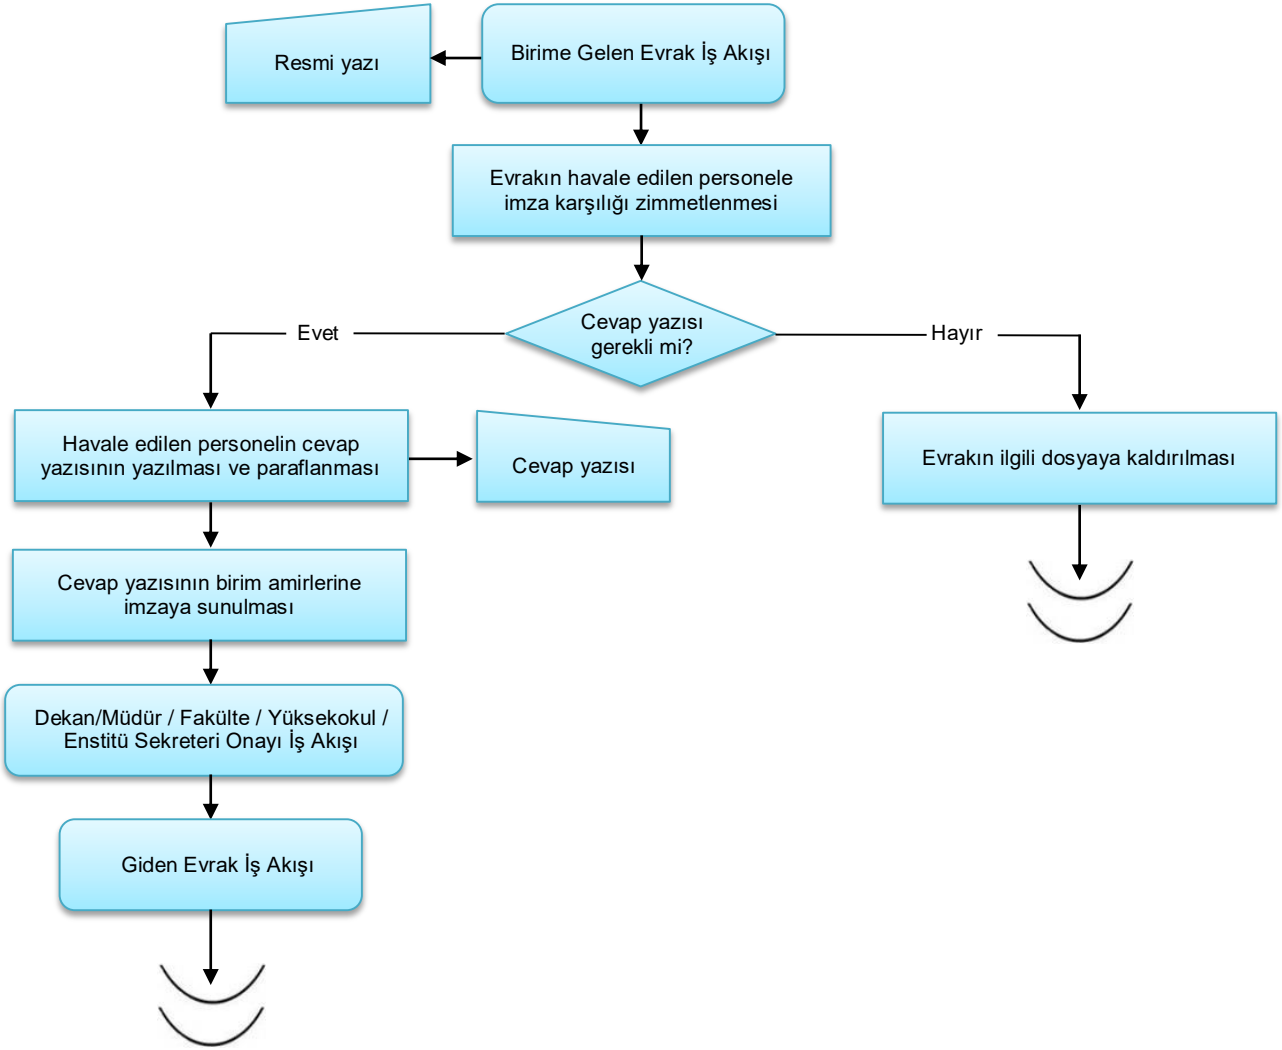 Resmi yazı
Birime Gelen Evrak İş Akışı
Evrakın havale edilen personele
imza karşılığı zimmetlenmesi
Cevap yazısı
gerekli mi?
Evet
Hayır
Havale edilen personelin cevap
yazısının yazılması ve paraflanması
Cevap yazısı
Evrakın ilgili dosyaya kaldırılması
Cevap yazısının birim amirlerine
imzaya sunulması
Dekan/Müdür / Fakülte / Yüksekokul /
Enstitü Sekreteri Onayı İş Akışı
Giden Evrak İş Akışı